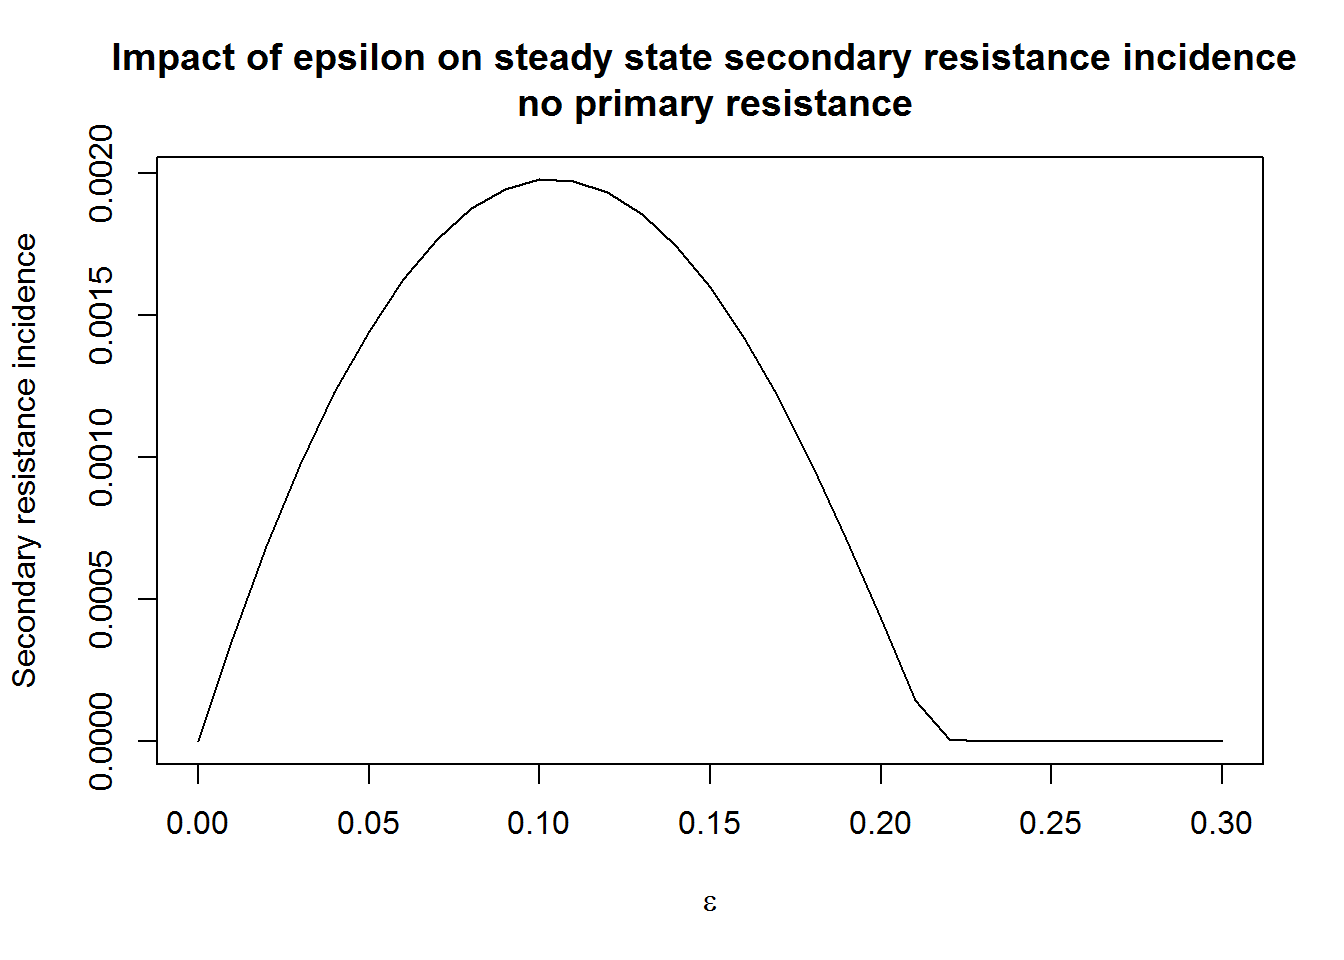 Impact of epsilon on steady state secondary resistance incidence
no primary resistance
Secondary resistance incidence
0.0020
0.0015
0.0010
0.0005
0.0000
0.00 0.05 0.10 0.15 0.20 0.25 0.30
ε